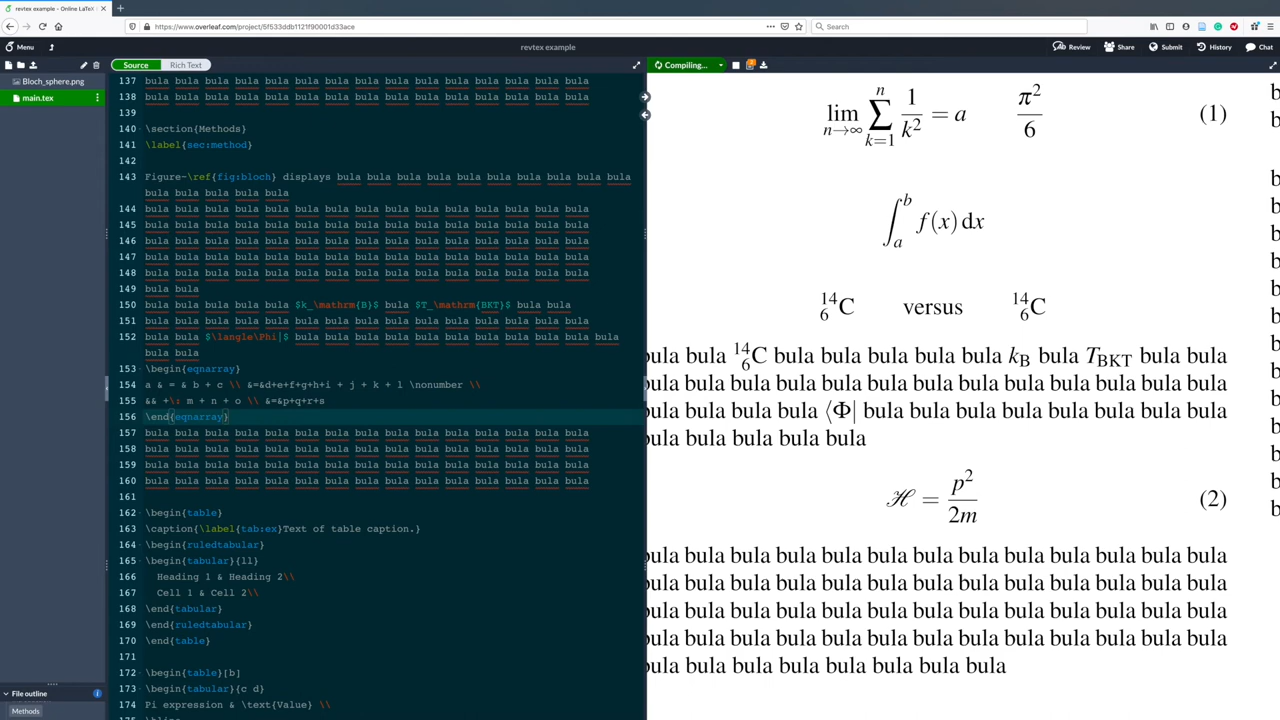 revtex example - Online LaTeX
https://www.overleaf.com/project/5f533ddb1121f90001d33ace
Search
Menu
revtex example
Review
Share
Submit
History
Chat
Source
Rich Text
Compiling...
Bloch_sphere.png
main.tex
137 bula bula bula bula bula bula bula bula bula bula bula bula bula bula bula
138 bula bula bula bula bula bula bula bula bula bula bula bula bula bula bula
139
140 \section{Methods}
141 \label{sec:method}
142
143 Figure~\ref{fig:bloch} displays bula bula bula bula bula bula bula bula bula bula
bula bula bula bula bula
144 bula bula bula bula bula bula bula bula bula bula bula bula bula bula bula
145 bula bula bula bula bula bula bula bula bula bula bula bula bula bula bula
146 bula bula bula bula bula bula bula bula bula bula bula bula bula bula bula
147 bula bula bula bula bula bula bula bula bula bula bula bula bula bula bula
148 bula bula bula bula bula bula bula bula bula bula bula bula bula bula bula
149 bula bula
150 bula bula bula bula bula $k_\mathrm{B}$ bula $T_\mathrm{BKT}$ bula bula
151 bula bula bula bula bula bula bula bula bula bula bula bula bula bula bula
152 bula bula $\langle\Phi|$ bula bula bula bula bula bula bula bula bula bula bula
bula bula
153 \begin{eqnarray}
154 a & = & b + c \\ &=&d+e+f+g+h+i + j + k + l \nonumber \\
155 && +\: m + n + o \\ &=&p+q+r+s
156 \end{eqnarray}
157 bula bula bula bula bula bula bula bula bula bula bula bula bula bula bula
158 bula bula bula bula bula bula bula bula bula bula bula bula bula bula bula
159 bula bula bula bula bula bula bula bula bula bula bula bula bula bula bula
160 bula bula bula bula bula bula bula bula bula bula bula bula bula bula bula
161
162 \begin{table}
163 \caption{\label{tab:ex}Text of table caption.}
164 \begin{ruledtabular}
165 \begin{tabular}{ll}
166 Heading 1 & Heading 2\\
167 Cell 1 & Cell 2\\
168 \end{tabular}
169 \end{ruledtabular}
170 \end{table}
171
172 \begin{table}[b]
173 \begin{tabular}{c d}
174 Pi expression & \text{Value} \\
File outline
Methods
lim n→∞ ∑ k=1 n 1/k² = a π²/6 (1)
∫ a b f(x) dx
¹⁴₆C versus ¹⁴₆C
bula bula ¹⁴₆C bula bula bula bula bula k_B bula T_BKT bula bula
bula bula bula bula bula bula bula bula bula bula bula bula
bula bula bula bula ⟨Φ| bula bula bula bula bula bula bula bula
bula bula bula bula bula
ℋ = p²/2m (2)
bula bula bula bula bula bula bula bula bula bula bula bula
bula bula bula bula bula bula bula bula bula bula bula bula
bula bula bula bula bula bula bula bula bula bula bula bula
bula bula bula bula bula bula bula bula bula bula bula bula
bula bula bula bula bula bula bula bula